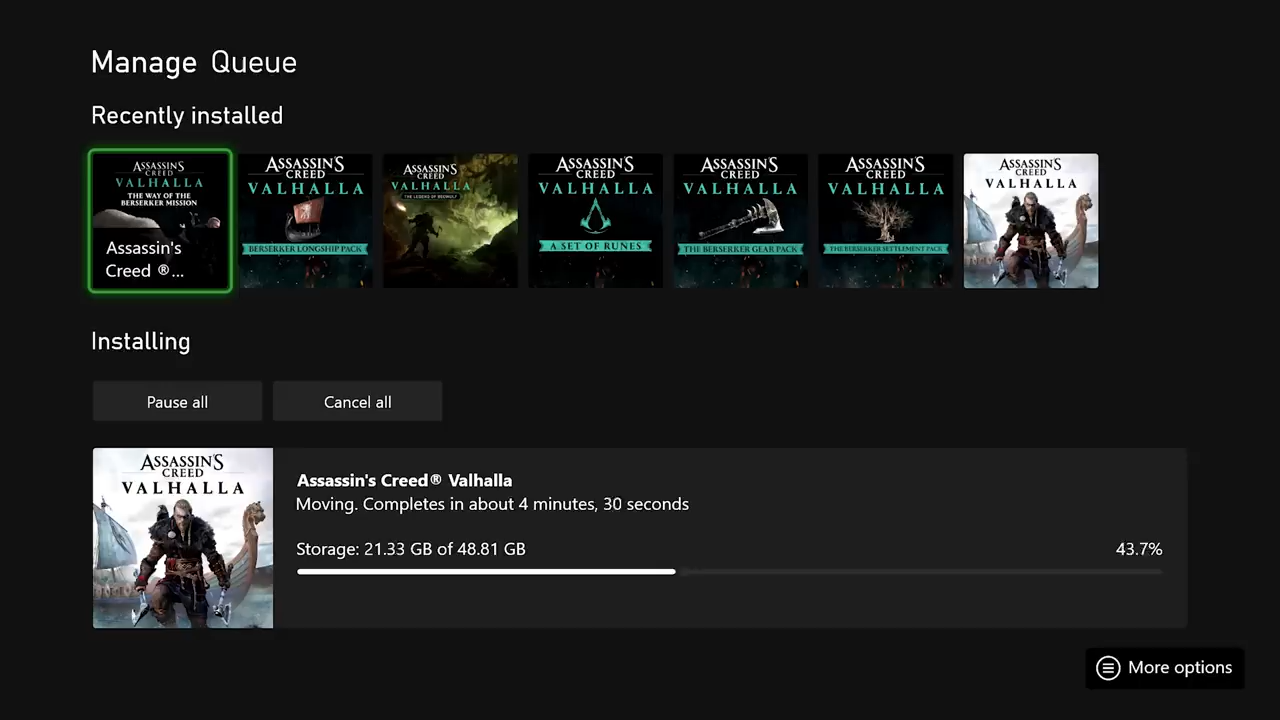 Manage Queue
Recently installed
ASSASSIN'S
CREED
VALHALLA
THE WAY OF THE
BERSERKER MISSION
Assassin's
Creed ®...
ASSASSIN'S
CREED
VALHALLA
BERSERKER LONGSHIP PACK
ASSASSIN'S
CREED
VALHALLA
THE LEGEND OF BEOWULF
ASSASSIN'S
CREED
VALHALLA
A SET OF RUNES
ASSASSIN'S
CREED
VALHALLA
THE BERSERKER GEAR PACK
ASSASSIN'S
CREED
VALHALLA
THE BERSERKER SETTLEMENT PACK
ASSASSIN'S
CREED
VALHALLA
Installing
Pause all
Cancel all
ASSASSIN'S
CREED
VALHALLA
Assassin's Creed® Valhalla
Moving. Completes in about 4 minutes, 30 seconds
Storage: 21.33 GB of 48.81 GB
43.7%
More options